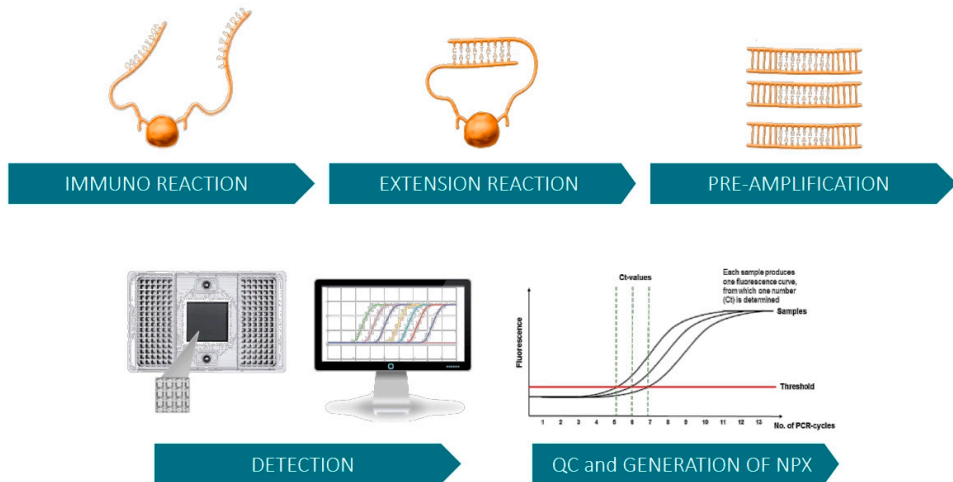 IMMUNO REACTION
EXTENSION REACTION
PRE-AMPLIFICATION
Ct-values
Each sample produces
one fluorescence curve,
from which one number
(Ct) is determined
Samples
Fluorescence
Threshold
1 2 3 4 5 6 7 8 9 10 11 12 13
No. of PCR-cycles
DETECTION
QC and GENERATION OF NPX